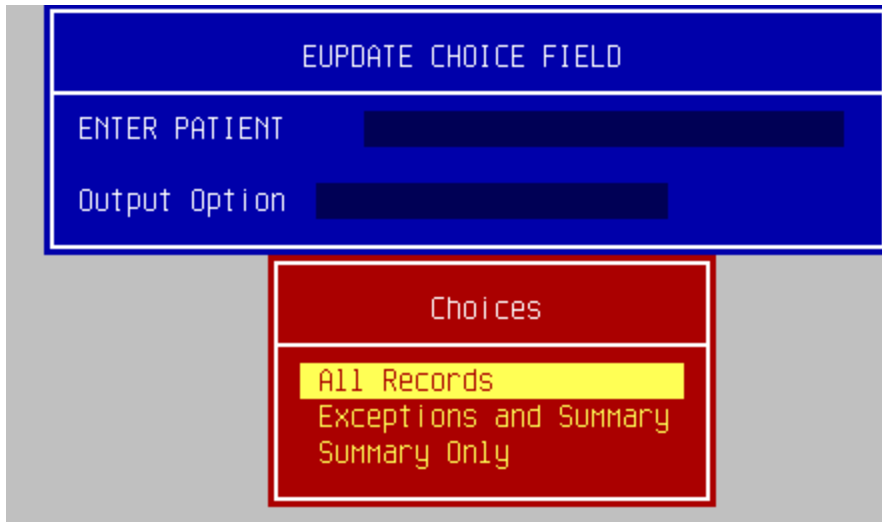 EUPDATE CHOICE FIELD
ENTER PATIENT
Output Option
Choices
All Records
Exceptions and Summary
Summary Only